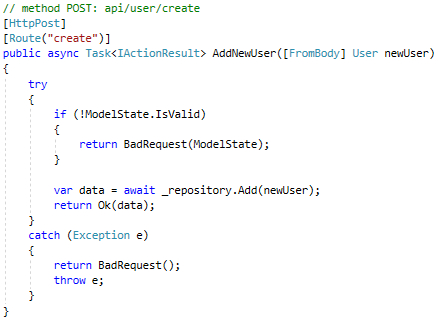 // method POST: api/user/create
[HttpPost]
[Route("create")]
public async Task<IActionResult> AddNewUser([FromBody] User newUser)
{
    try
    {
        if (!ModelState.IsValid)
        {
            return BadRequest(ModelState);
        }

        var data = await _repository.Add(newUser);
        return Ok(data);
    }
    catch (Exception e)
    {
        return BadRequest();
        throw e;
    }
}